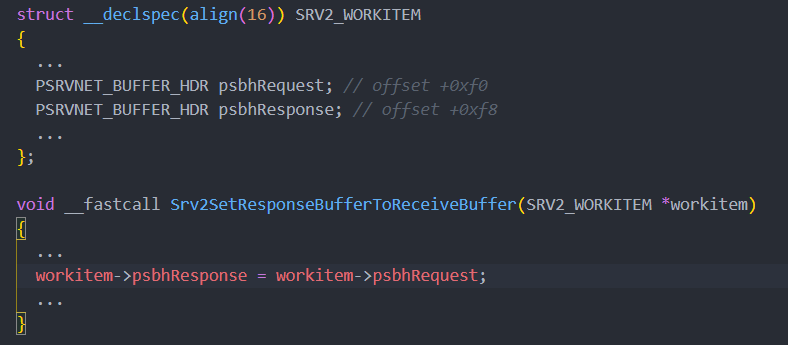 struct __declspec(align(16)) SRV2_WORKITEM
{
  ...
  PSRVNET_BUFFER_HDR psbhRequest; // offset +0xf0
  PSRVNET_BUFFER_HDR psbhResponse; // offset +0xf8
  ...
};
void __fastcall Srv2SetResponseBufferToReceiveBuffer(SRV2_WORKITEM *workitem)
{
  ...
  workitem->psbhResponse = workitem->psbhRequest;
  ...
}